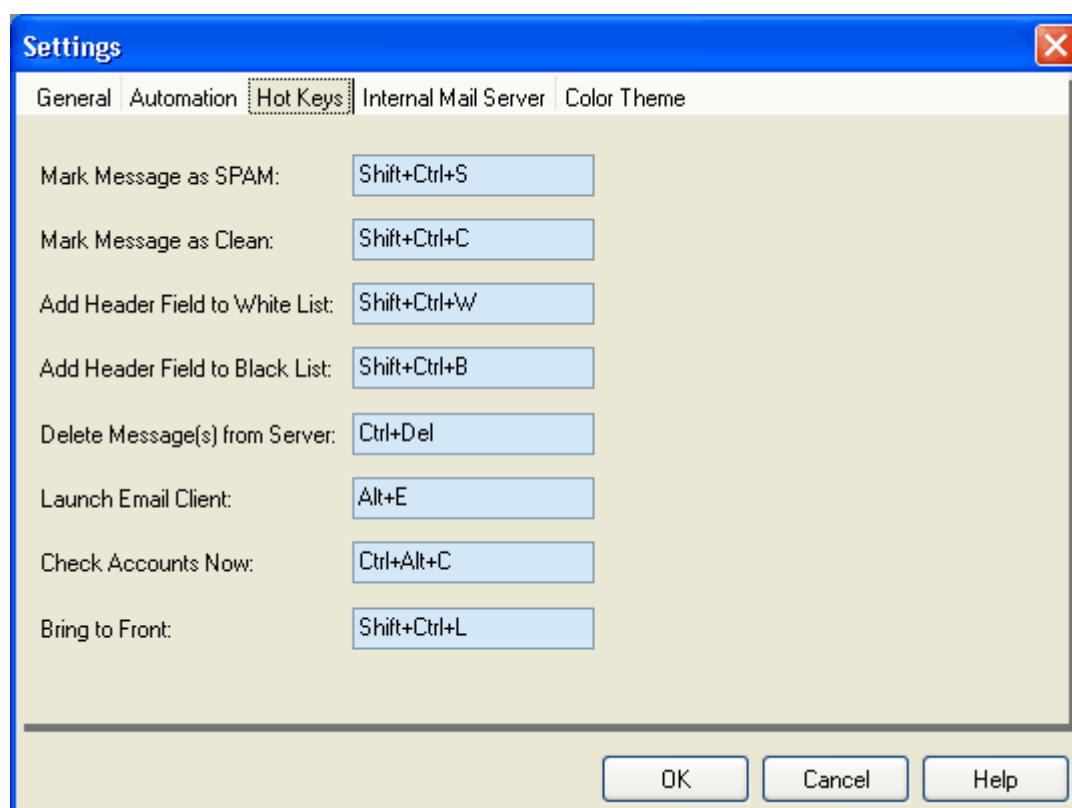 Settings
General Automation Hot Keys Internal Mail Server Color Theme
Mark Message as SPAM: Shift+Ctrl+S
Mark Message as Clean: Shift+Ctrl+C
Add Header Field to White List: Shift+Ctrl+W
Add Header Field to Black List: Shift+Ctrl+B
Delete Message(s) from Server: Ctrl+Del
Launch Email Client: Alt+E
Check Accounts Now: Ctrl+Alt+C
Bring to Front: Shift+Ctrl+L
OK Cancel Help